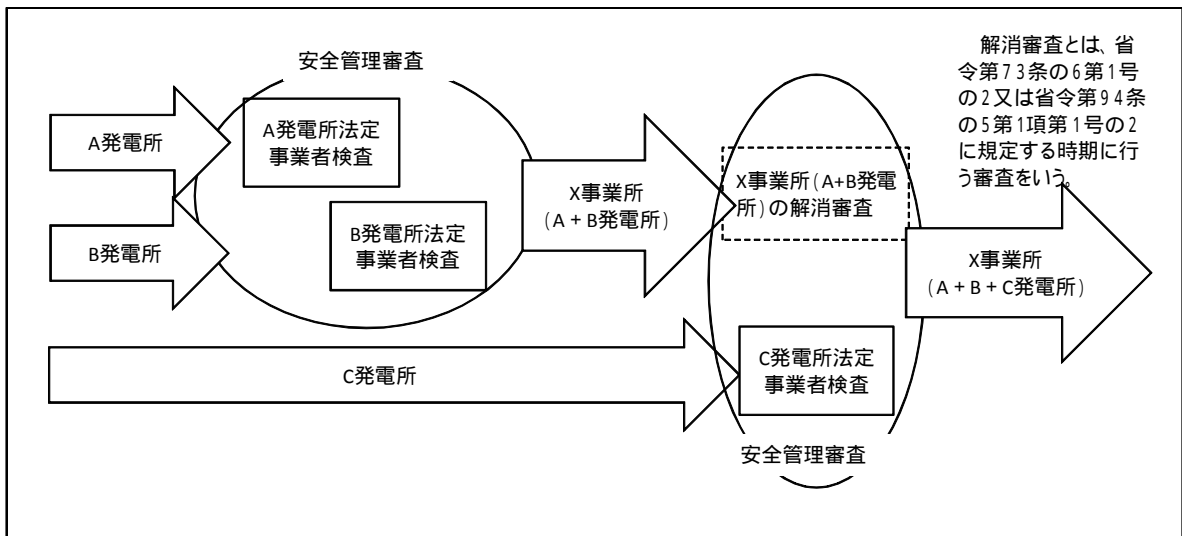 安全管理審査
A発電所
B発電所
A発電所法定
事業者検査
B発電所法定
事業者検査
X事業所
(A+B発電所)
X事業所(A+B発電
所)の解消審査
解消審査とは、省
令第73条の6第1号
の2又は省令第94条
の5第1項第1号の2
に規定する時期に行
う審査をいう。
X事業所
(A+B+C発電所)
C発電所
C発電所法定
事業者検査
安全管理審査